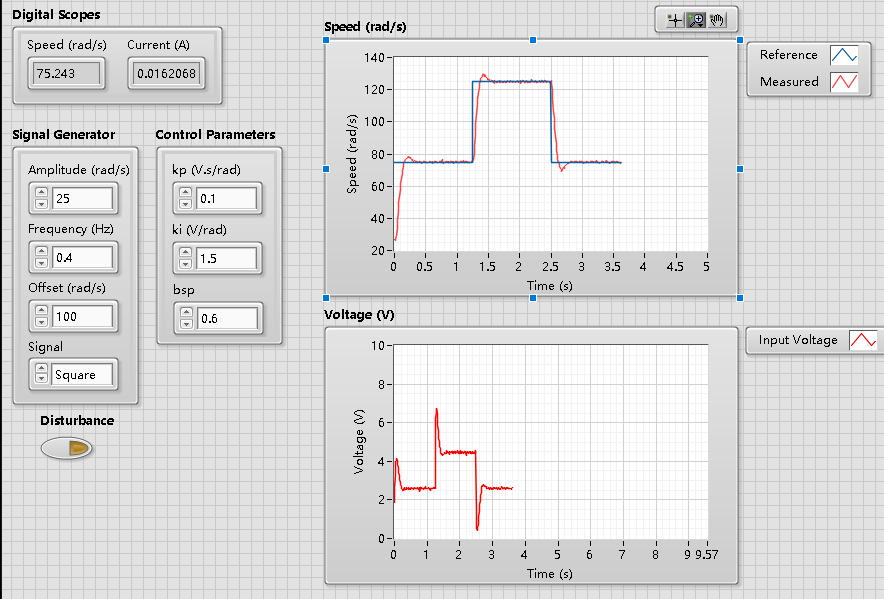 Digital Scopes
Speed (rad/s) Current (A)
75.243 0.0162068
Signal Generator
Amplitude (rad/s)
25
Frequency (Hz)
0.4
Offset (rad/s)
100
Signal
Square
Disturbance
Control Parameters
kp (V.s/rad)
0.1
ki (V/rad)
1.5
bsp
0.6
Speed (rad/s)
Reference
Measured
Speed (rad/s)
140
120
100
80
60
40
20
0 0.5 1 1.5 2 2.5 3 3.5 4 4.5 5
Time (s)
Voltage (V)
Input Voltage
Voltage (V)
10
8
6
4
2
0
0 1 2 3 4 5 6 7 8 9 9.57
Time (s)